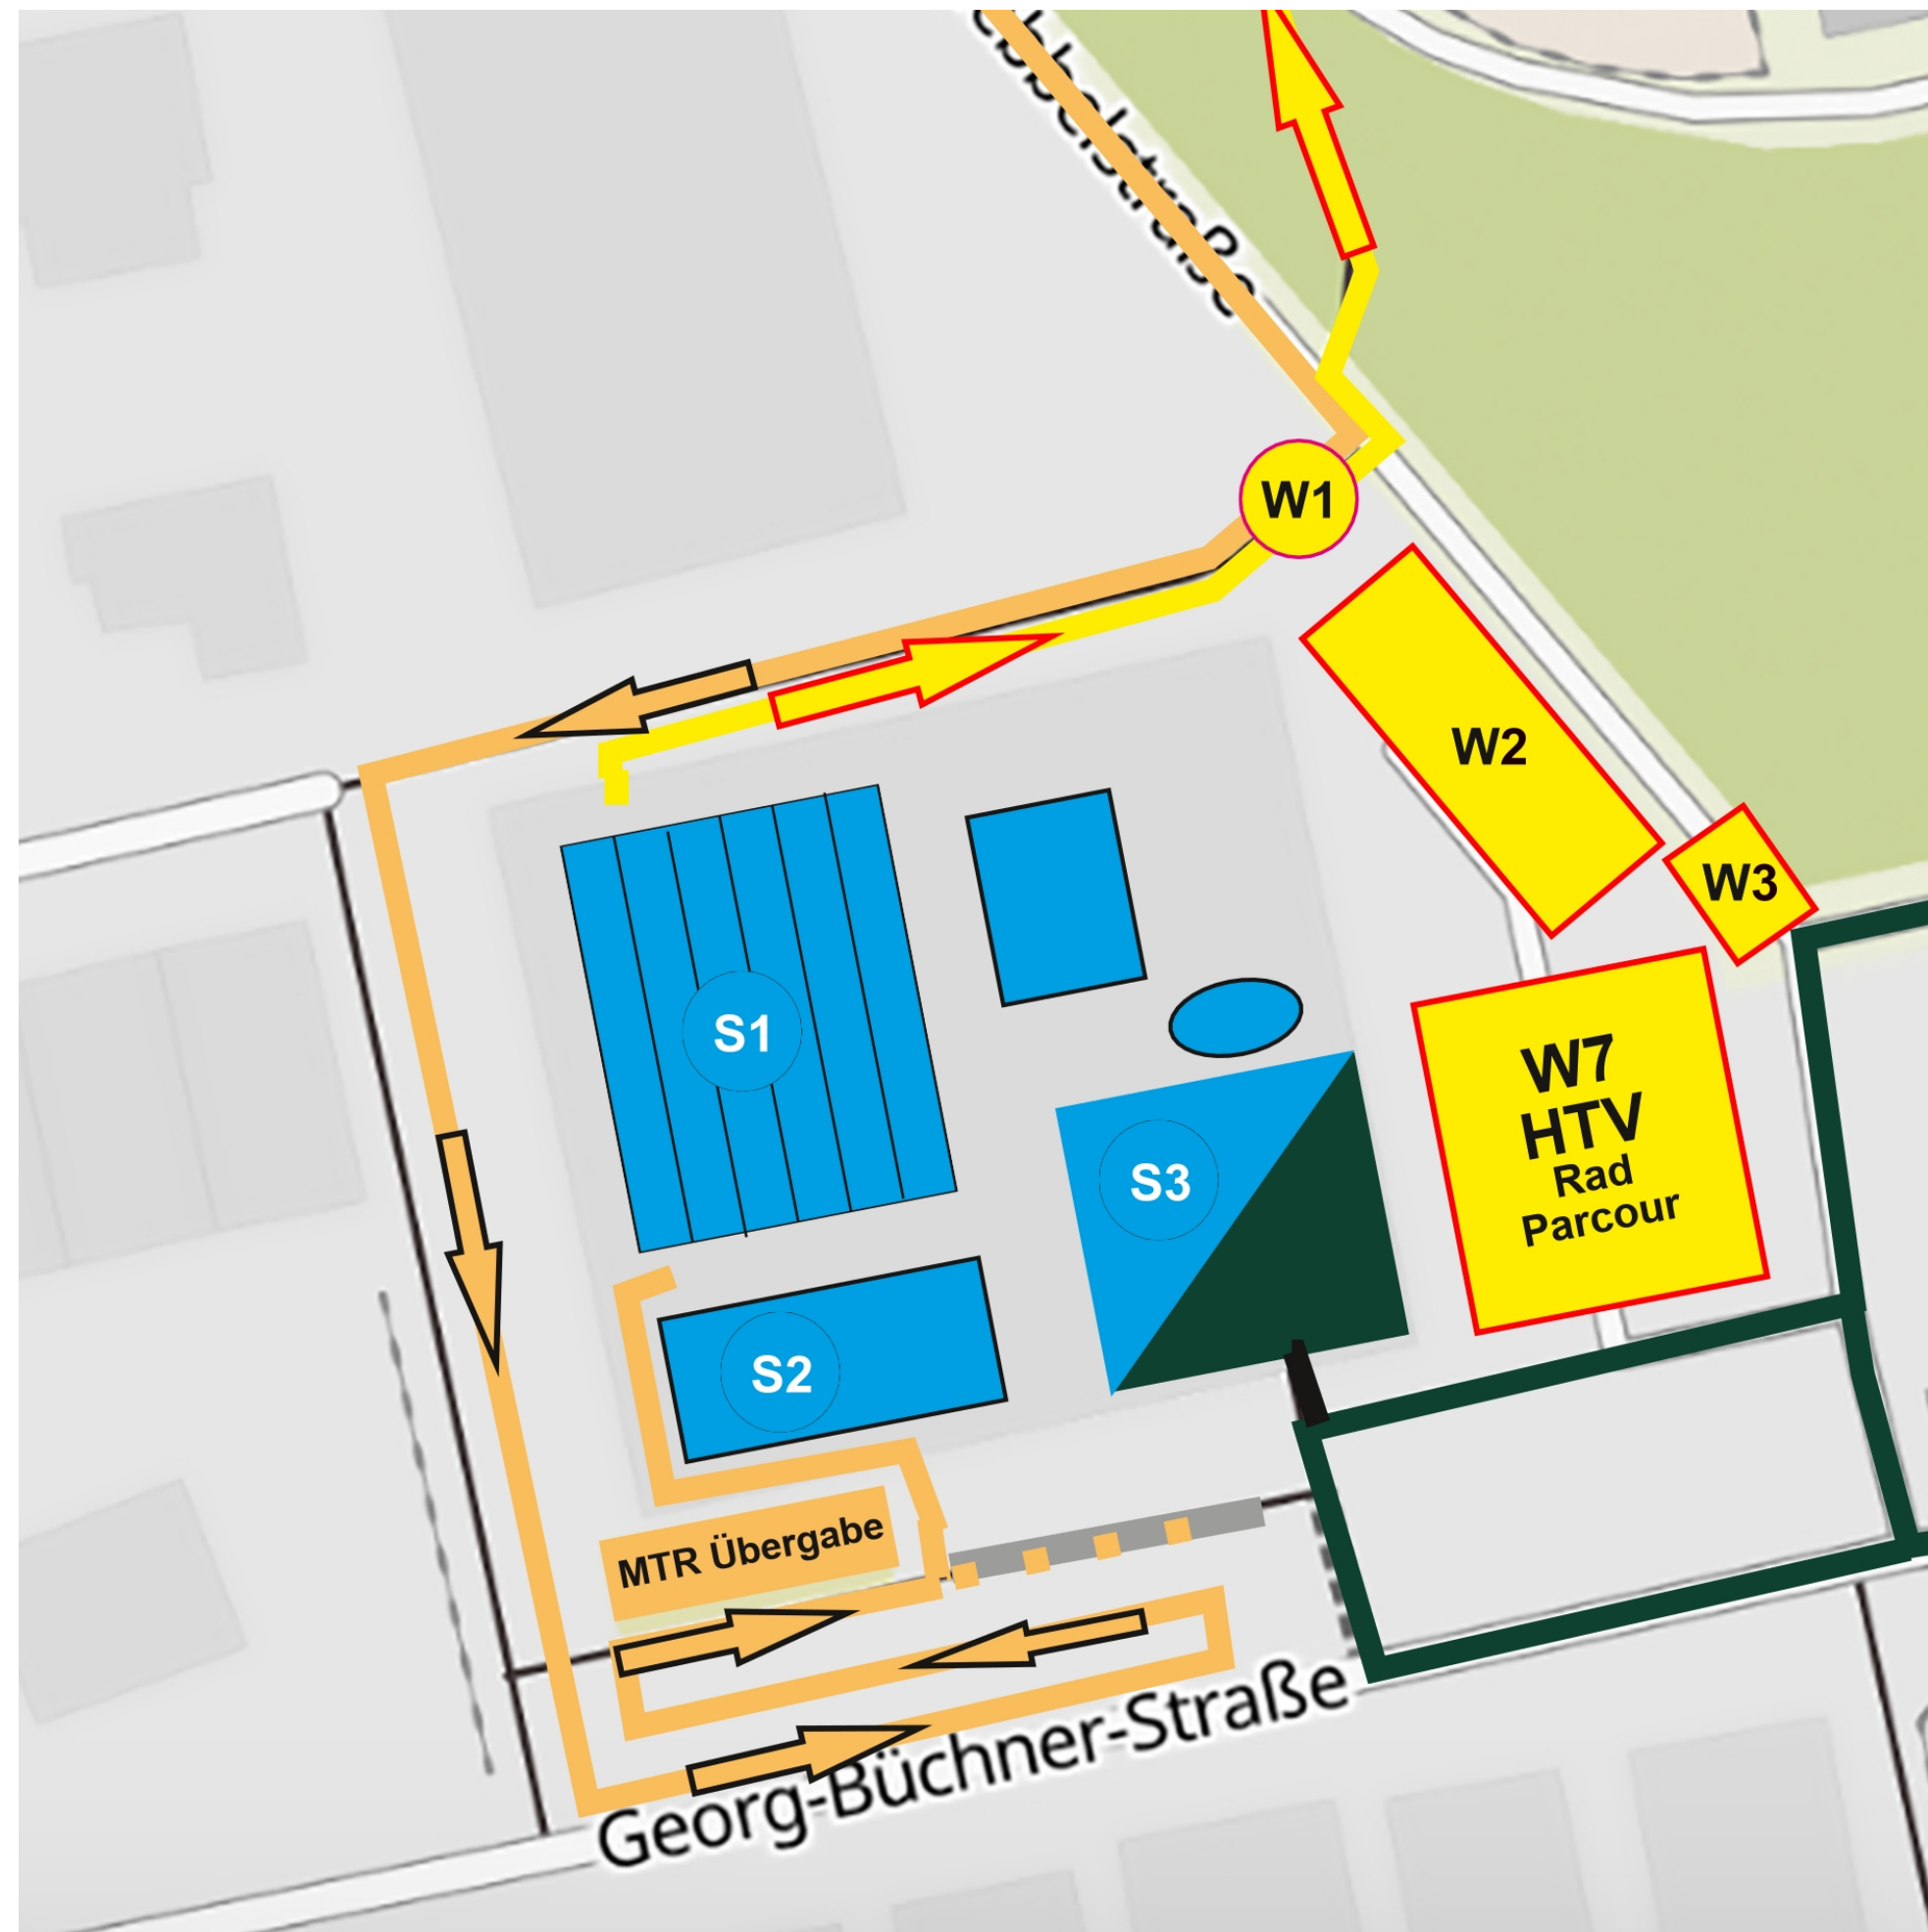 W1
W2
W3
S1
W7
HTV
Rad
Parcour
S3
S2
MTR Übergabe
Georg-Büchner-Straße